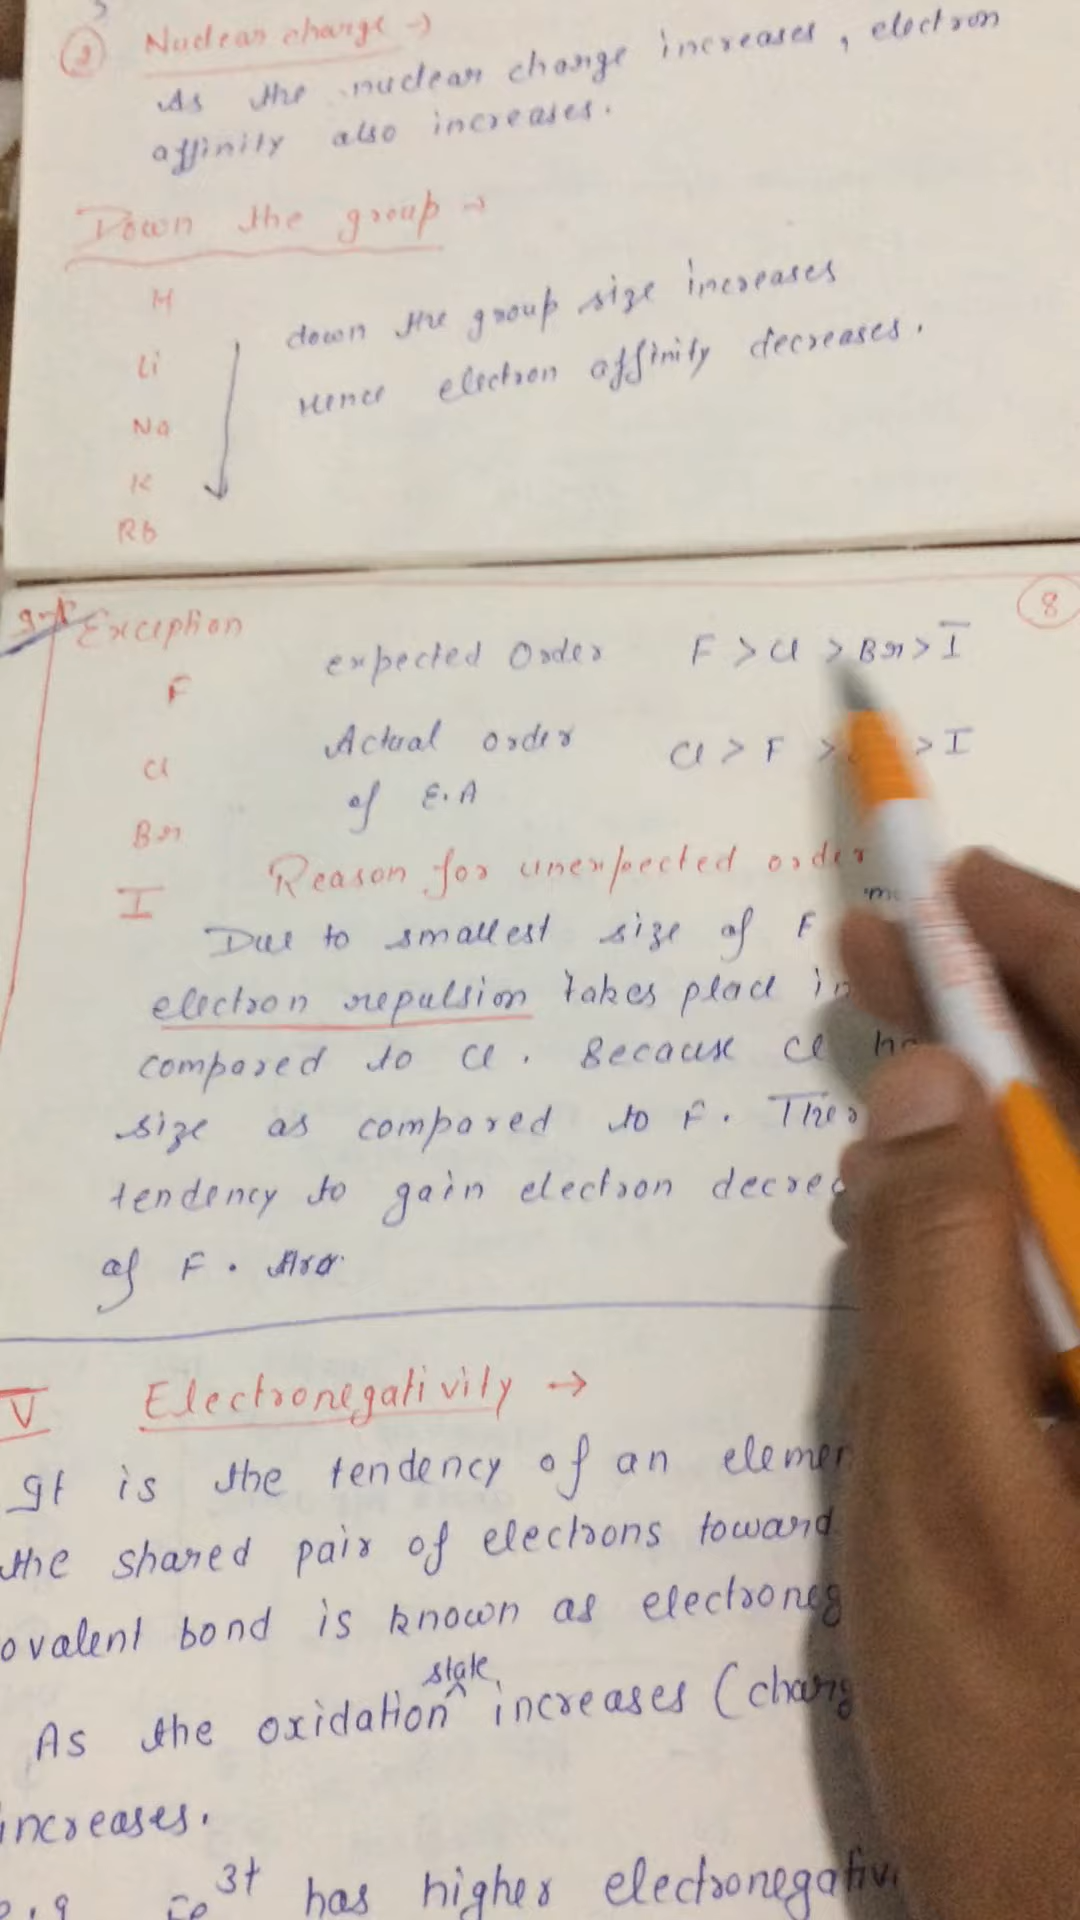 2 Nuclear charge →
As the nuclear charge increases, electron
affinity also increases.
Down the group →
H
Li
Na
K
Rb
down the group size increases
Hence electron affinity decreases.
8
Exception
F
Cl
Br
I
expected Order F > Cl > Br > I
Actual order Cl > F > > I
of E.A
Reason for unexpected order
Due to smallest size of F
electron repulsion takes place in
compared to Cl. Because Cl
size as compared to F.
tendency to gain electron
of F.
V Electronegativity →
It is the tendency of an
the shared pair of electrons
ovalent bond is known as
As the oxidation state increases
increases.
3+ has higher